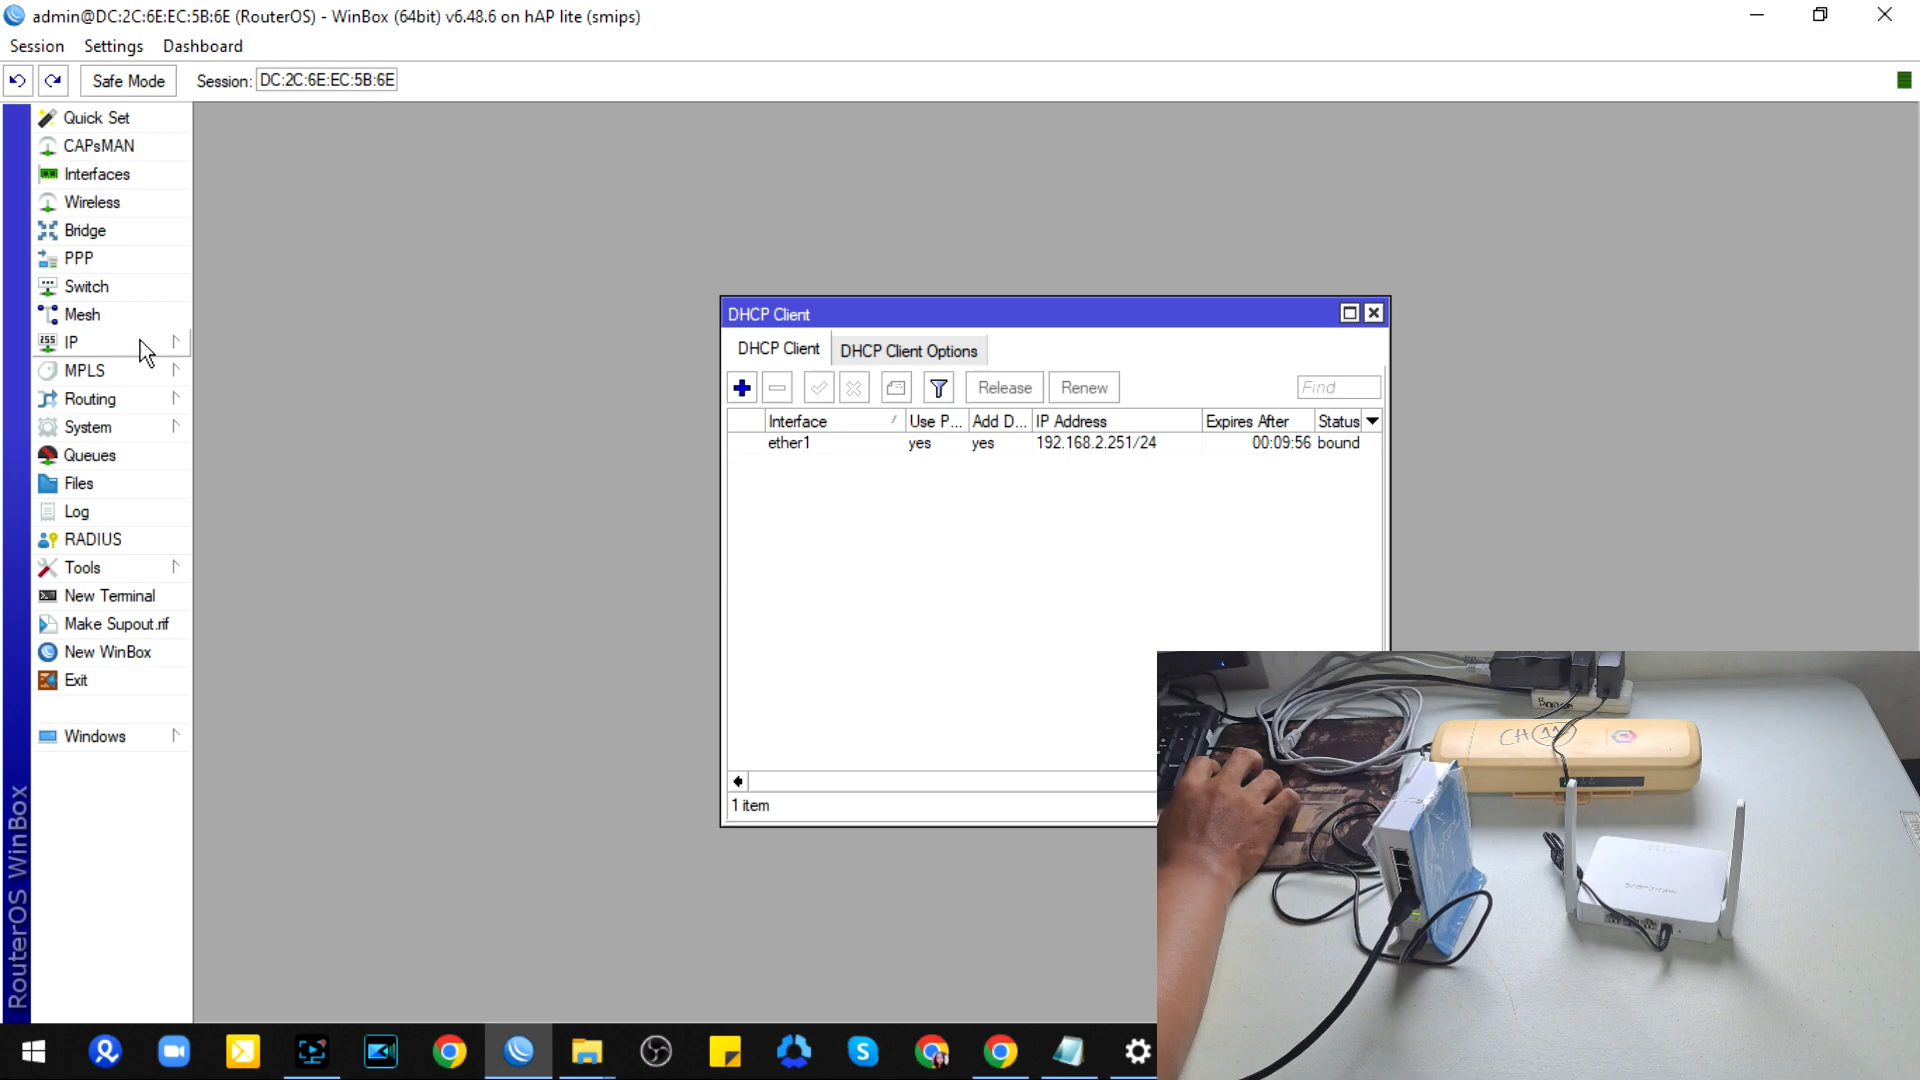 admin@DC:2C:6E:EC:5B:6E (RouterOS) - WinBox (64bit) v6.48.6 on hAP lite (smips)
Session Settings Dashboard
Safe Mode Session: DC:2C:6E:EC:5B:6E
Quick Set
CAPsMAN
Interfaces
Wireless
Bridge
PPP
Switch
Mesh
255 IP
MPLS
Routing
System
Queues
Files
Log
RADIUS
Tools
New Terminal
Make Supout.rif
New WinBox
Exit
Windows
RouterOS WinBox
DHCP Client
DHCP Client DHCP Client Options
Release Renew Find
Interface Use P... Add D... IP Address Expires After Status
ether1 yes yes 192.168.2.251/24 00:09:56 bound
1 item
CH 11